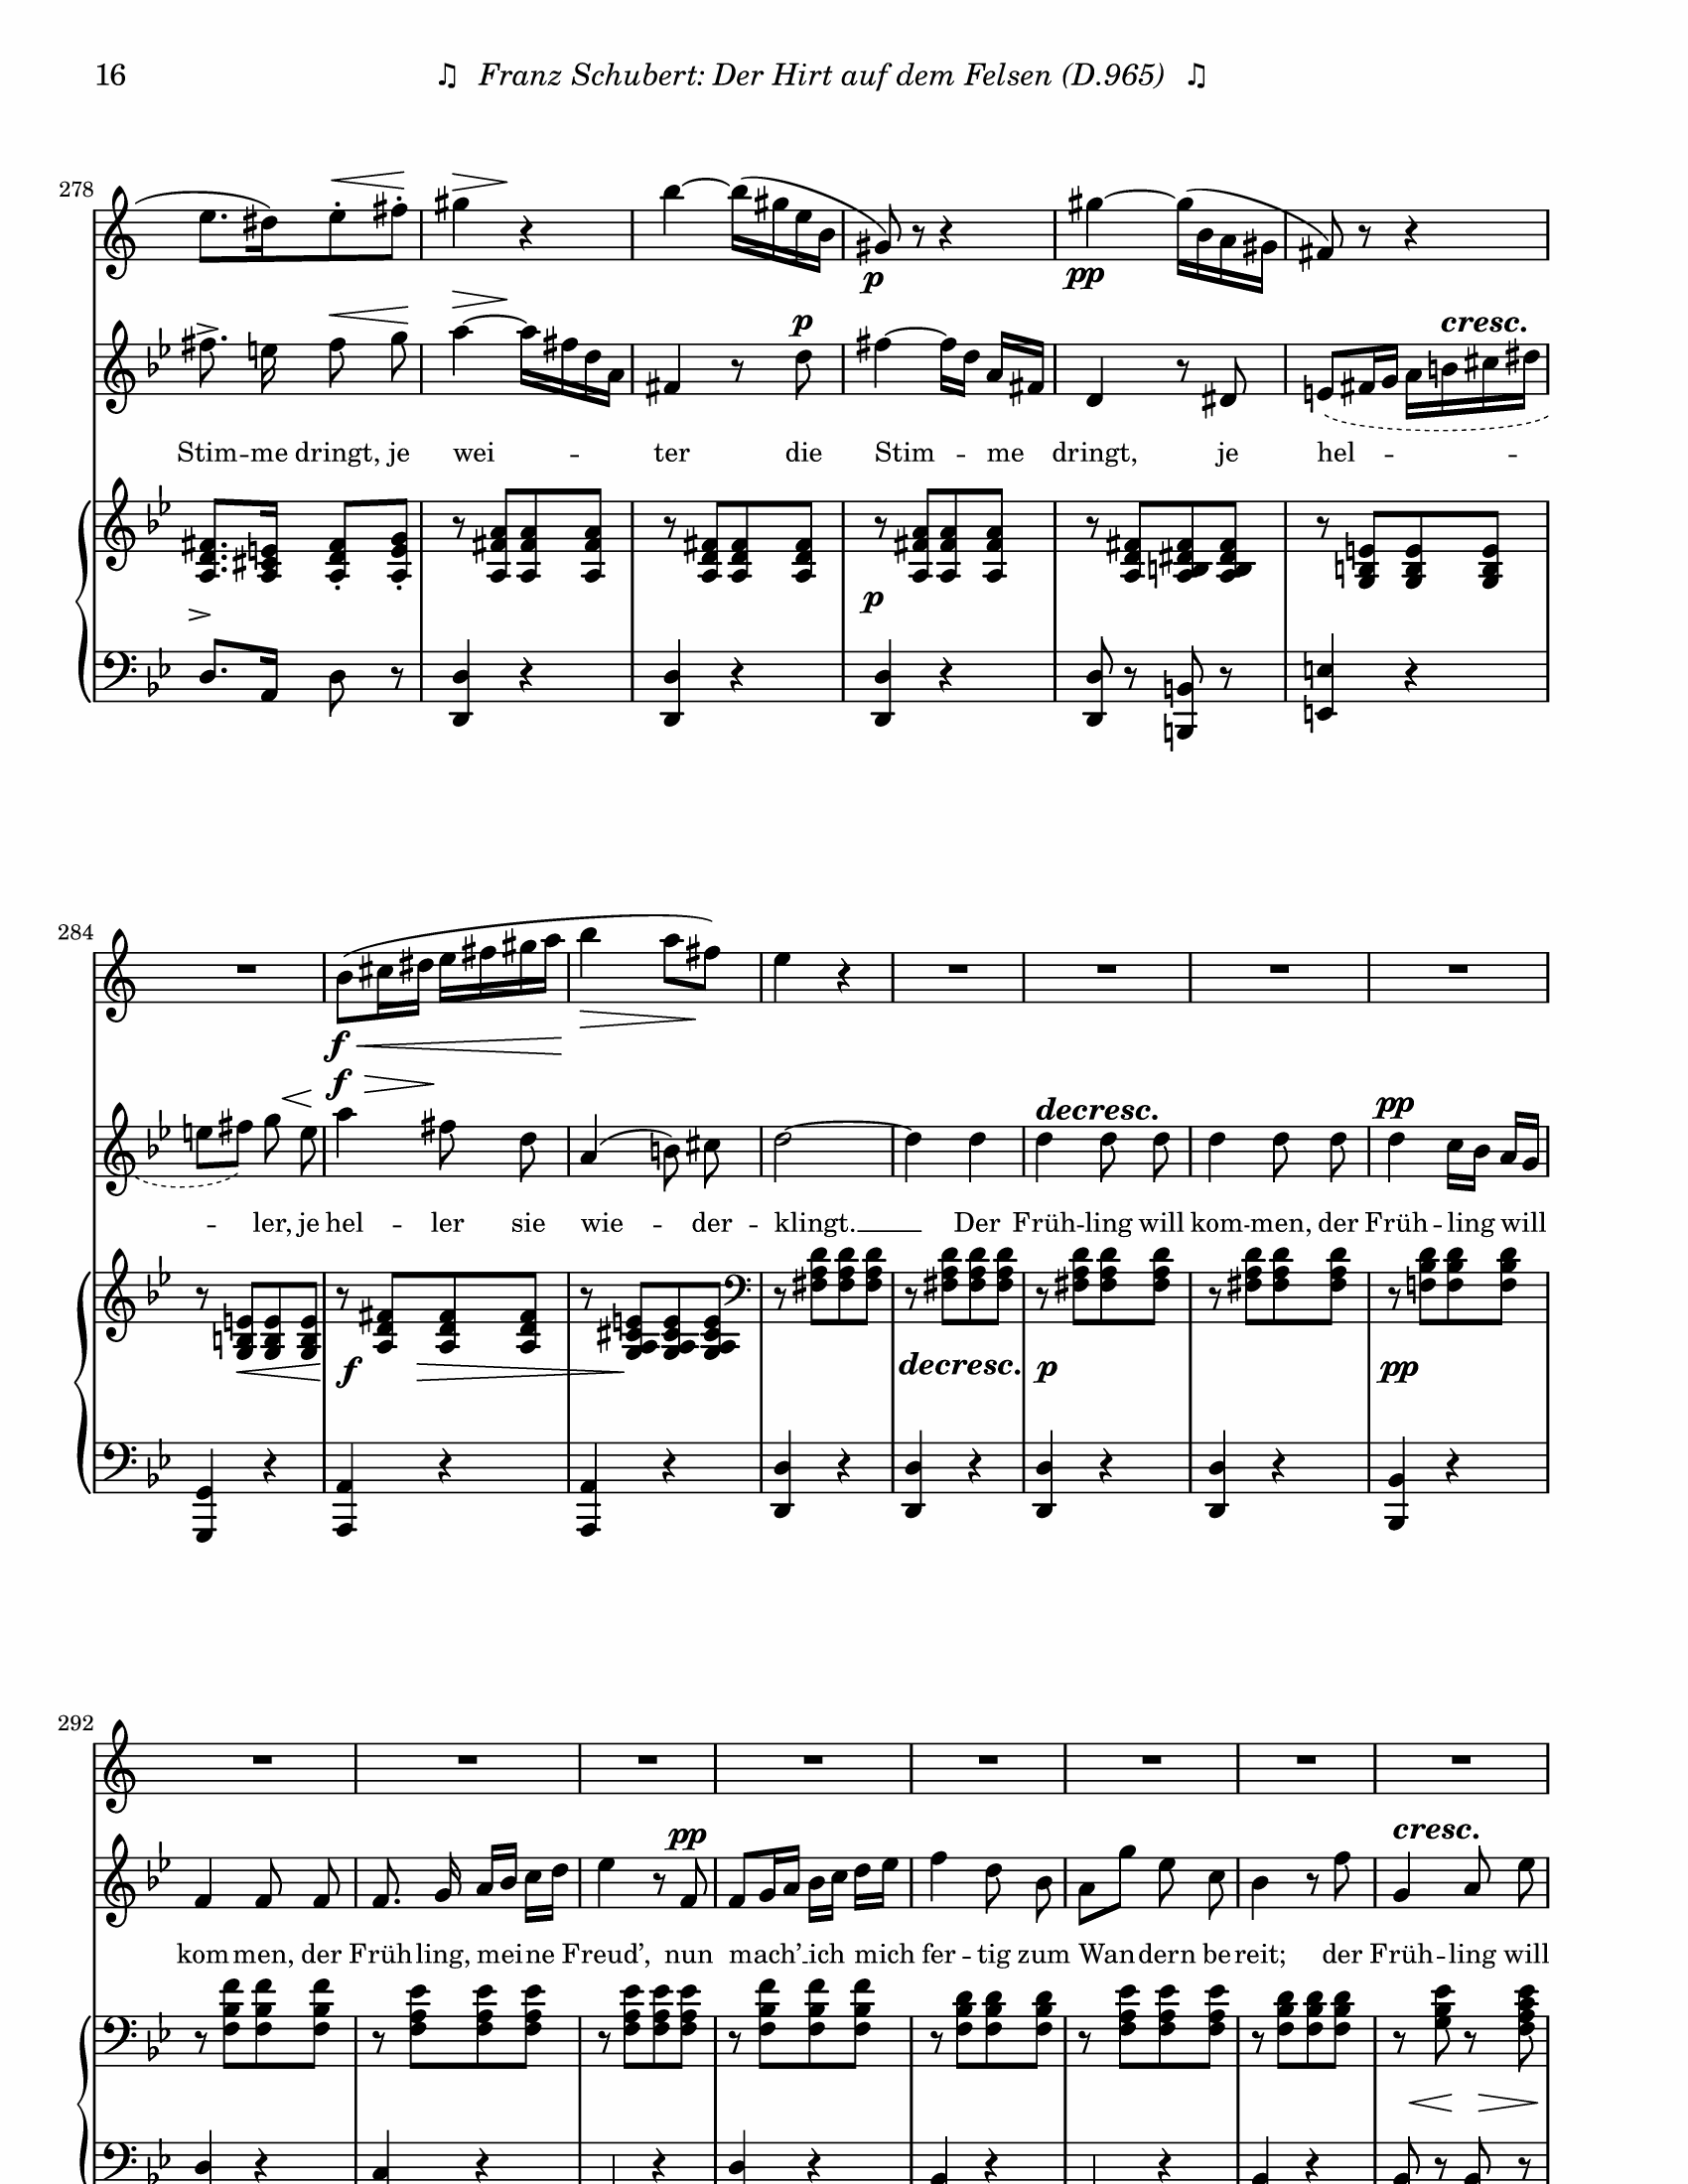 16 ♫ Franz Schubert: Der Hirt auf dem Felsen (D.965) ♫
278
p pp
p cresc.
Stim -- me dringt, je wei -- ter die Stim -- me dringt, je hel --
p
284
f
f decresc. pp
-- ler, je hel -- ler sie wie -- der -- klingt. __ Der Früh -- ling will kom -- men, der Früh -- ling will
f decresc. p pp
292
pp cresc.
kom -- men, der Früh -- ling, mei -- ne Freud’, nun mach’ -- ich mich fer -- tig zum Wan -- dern be -- reit; der Früh -- ling will